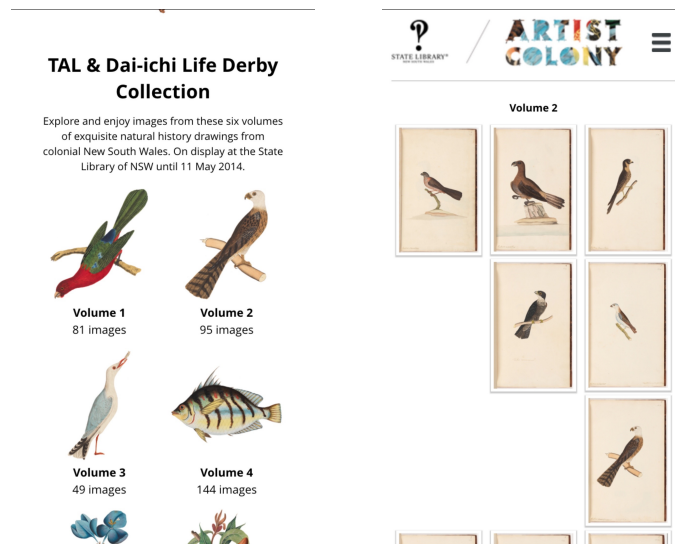 TAL & Dai-ichi Life Derby
Collection
Explore and enjoy images from these six volumes
of exquisite natural history drawings from
colonial New South Wales. On display at the State
Library of NSW until 11 May 2014.
Volume 1
81 images
Volume 2
95 images
Volume 3
49 images
Volume 4
144 images
STATE LIBRARY®
NEW SOUTH WALES
ARTIST
COLONY
Volume 2